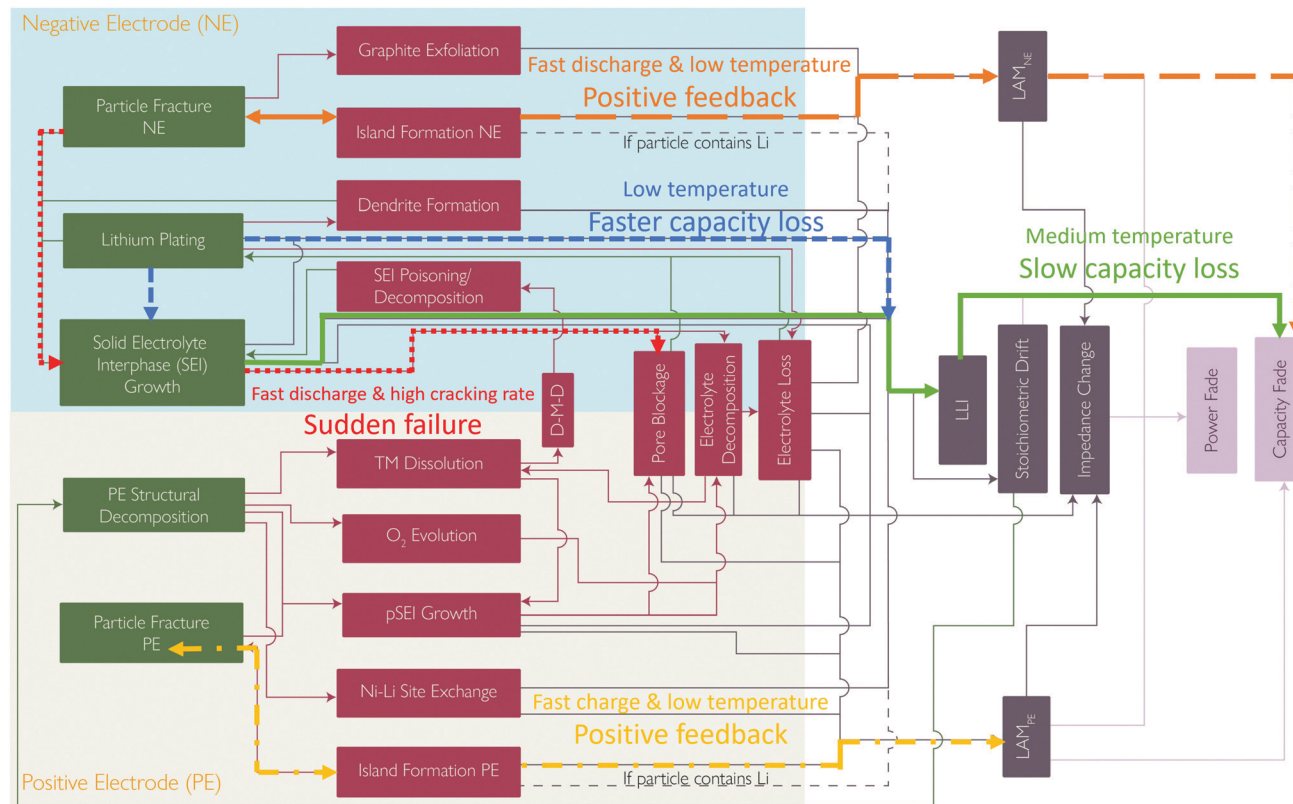 Negative Electrode (NE)
Graphite Exfoliation
Fast discharge & low temperature
Positive feedback
LAM_NE
Particle Fracture
NE
Island Formation NE
If particle contains Li
Dendrite Formation
Low temperature
Faster capacity loss
Lithium Plating
Medium temperature
Slow capacity loss
SEI Poisoning/
Decomposition
Solid Electrolyte
Interphase (SEI)
Growth
Fast discharge & high cracking rate
Sudden failure
D-M-D
Pore Blockage
Electrolyte
Decomposition
Electrolyte Loss
LLI
Stoichiometric Drift
Impedance Change
Power Fade
Capacity Fade
TM Dissolution
PE Structural
Decomposition
O₂ Evolution
pSEI Growth
Particle Fracture
PE
Ni-Li Site Exchange
Fast charge & low temperature
Positive feedback
LAM_PE
Island Formation PE
If particle contains Li
Positive Electrode (PE)